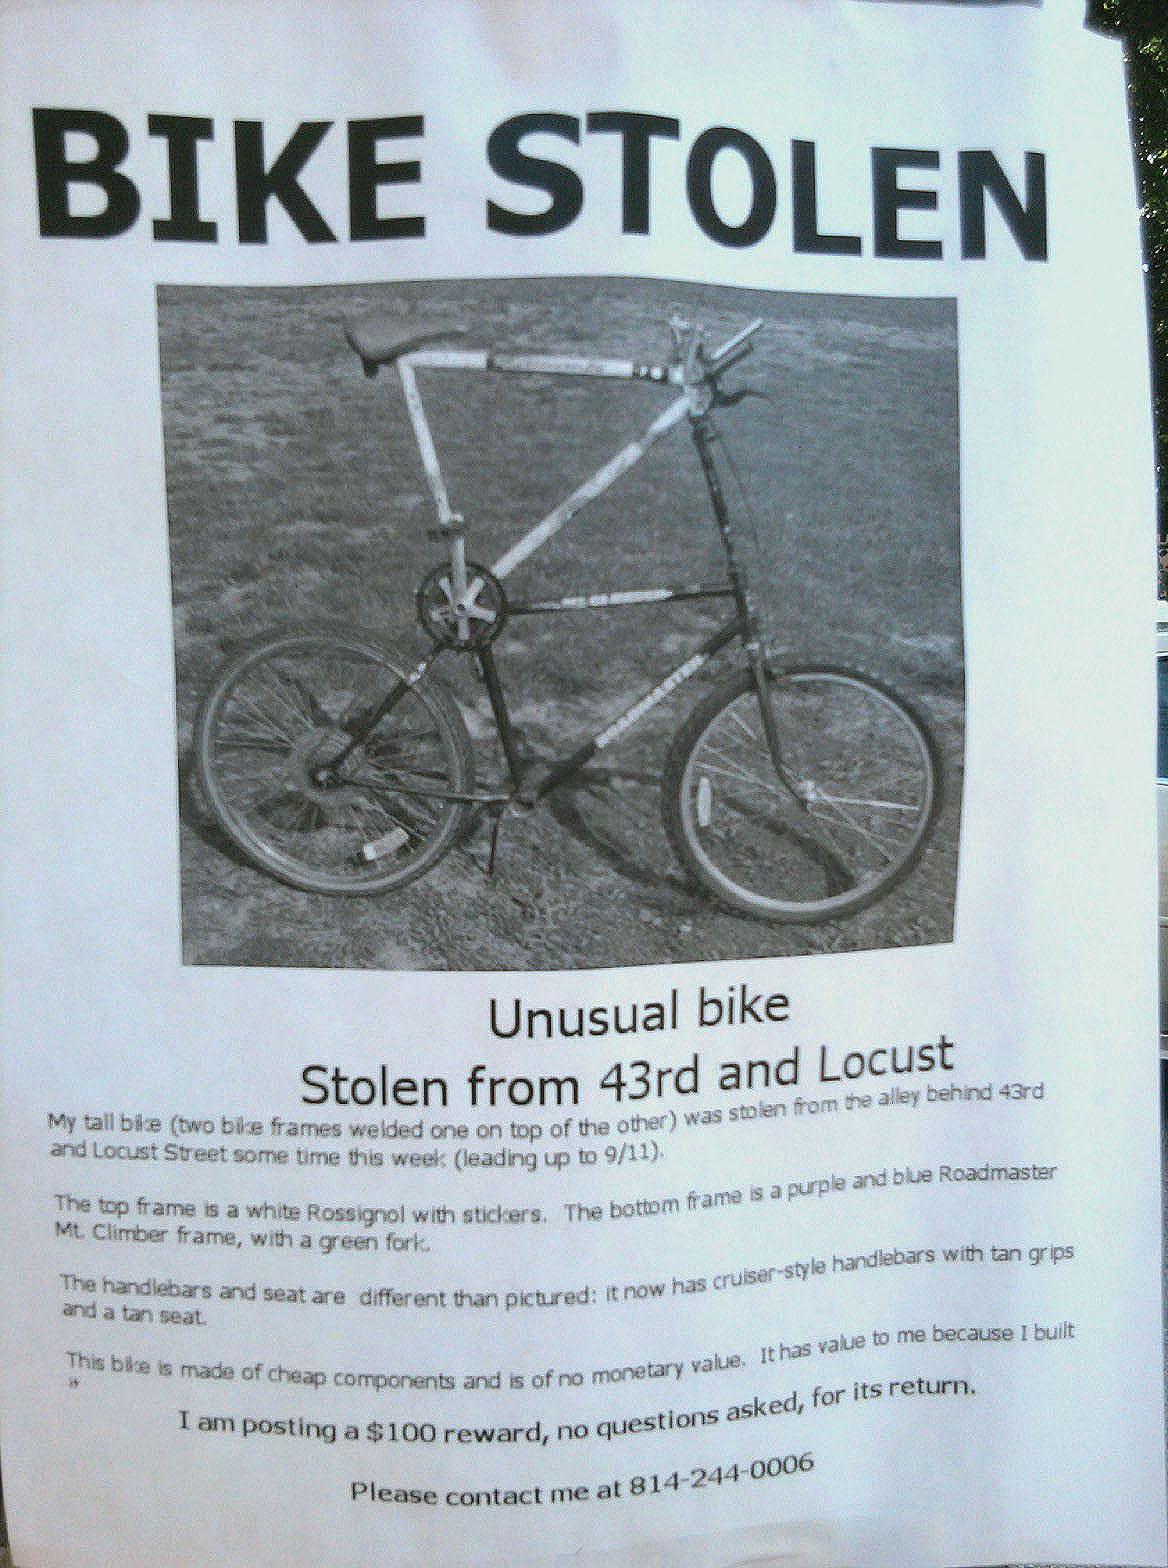 BIKE STOLEN
Unusual bike
Stolen from 43rd and Locust
My tall bike (two bike frames welded one on top of the other) was stolen from the alley behind 43rd
and Locust Street some time this week (leading up to 9/11).
The top frame is a white Rossignol with stickers. The bottom frame is a purple and blue Roadmaster
Mt. Climber frame, with a green fork.
The handlebars and seat are different than pictured: it now has cruiser-style handlebars with tan grips
and a tan seat.
This bike is made of cheap components and is of no monetary value. It has value to me because I built
it
I am posting a $100 reward, no questions asked, for its return.
Please contact me at 814-244-0006